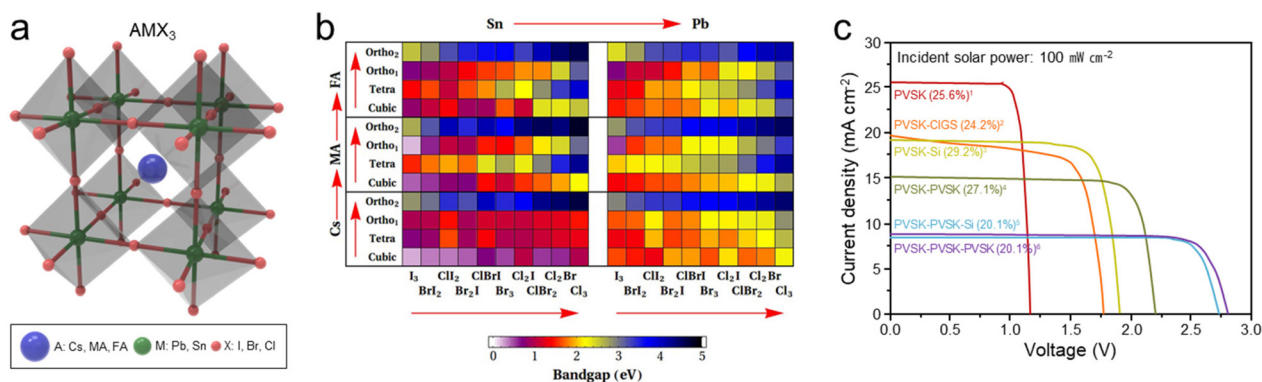 a
AMX₃
A: Cs, MA, FA
M: Pb, Sn
X: I, Br, Cl
b
Sn
Pb
FA
Ortho₂
Ortho₁
Tetra
Cubic
MA
Ortho₂
Ortho₁
Tetra
Cubic
Cs
Ortho₂
Ortho₁
Tetra
Cubic
I₃ ClI₂ ClBrI Cl₂I Cl₂Br
BrI₂ Br₂I Br₃ ClBr₂ Cl₃
I₃ ClI₂ ClBrI Cl₂I Cl₂Br
BrI₂ Br₂I Br₃ ClBr₂ Cl₃
0 1 2 3 4 5
Bandgap (eV)
c
Current density (mA cm⁻²)
30
25
20
15
10
5
0
Incident solar power: 100 mW cm⁻²
PVSK (25.6%)¹
PVSK-CIGS (24.2%)²
PVSK-Si (29.2%)³
PVSK-PVSK (27.1%)⁴
PVSK-PVSK-Si (20.1%)⁵
PVSK-PVSK-PVSK (20.1%)⁶
0.0 0.5 1.0 1.5 2.0 2.5 3.0
Voltage (V)